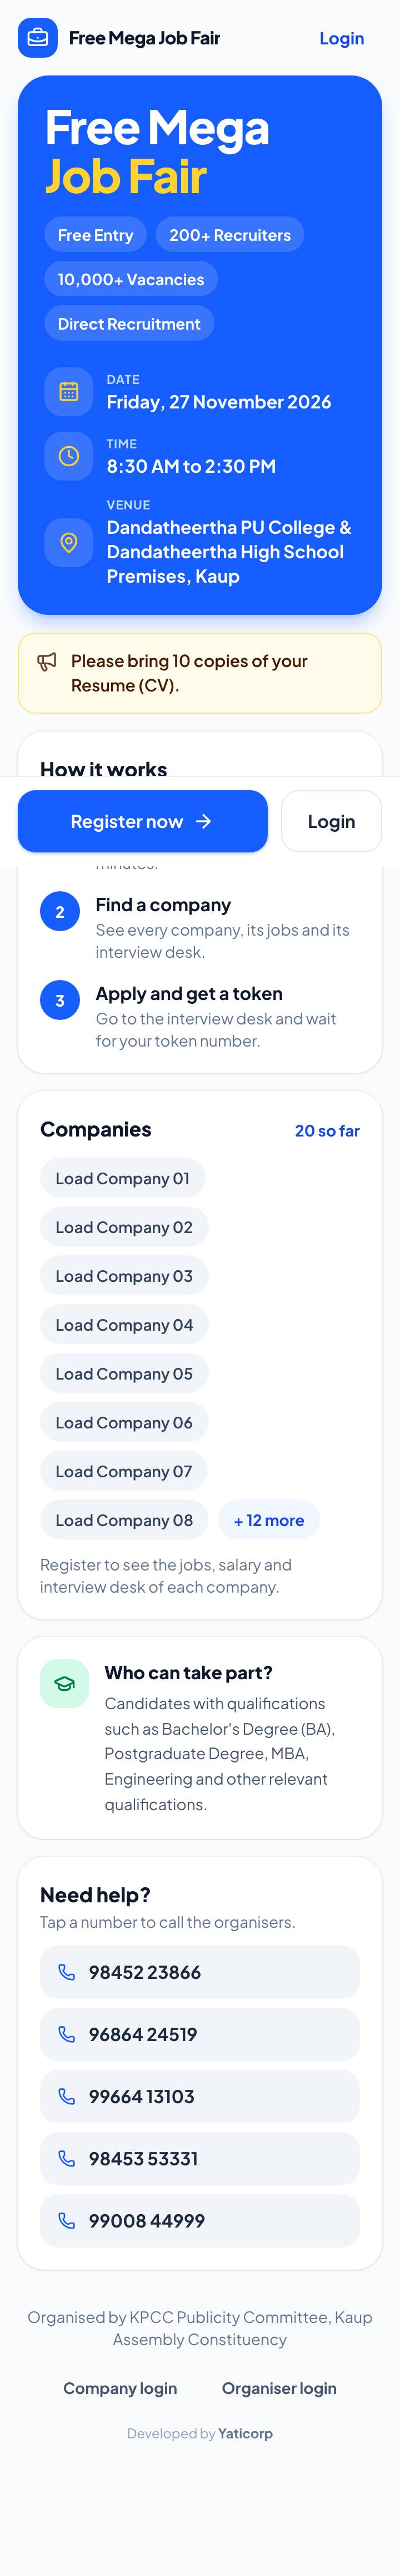 Free Mega Job Fair
Login
Free Mega
Job Fair
Free Entry
200+ Recruiters
10,000+ Vacancies
Direct Recruitment
DATE
Friday, 27 November 2026
TIME
8:30 AM to 2:30 PM
VENUE
Dandatheertha PU College &
Dandatheertha High School
Premises, Kaup
Please bring 10 copies of your
Resume (CV).
How it works
Register now
Login
minutes.
2
Find a company
See every company, its jobs and its
interview desk.
3
Apply and get a token
Go to the interview desk and wait
for your token number.
Companies
20 so far
Load Company 01
Load Company 02
Load Company 03
Load Company 04
Load Company 05
Load Company 06
Load Company 07
Load Company 08
+ 12 more
Register to see the jobs, salary and
interview desk of each company.
Who can take part?
Candidates with qualifications
such as Bachelor's Degree (BA),
Postgraduate Degree, MBA,
Engineering and other relevant
qualifications.
Need help?
Tap a number to call the organisers.
98452 23866
96864 24519
99664 13103
98453 53331
99008 44999
Organised by KPCC Publicity Committee, Kaup
Assembly Constituency
Company login
Organiser login
Developed by Yaticorp